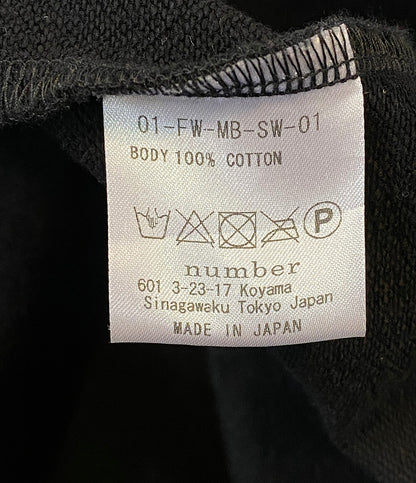 01-FW-MB-SW-01
BODY 100% COTTON
P
number
601 3-23-17 Koyama
Sinagawaku Tokyo Japan
MADE IN JAPAN